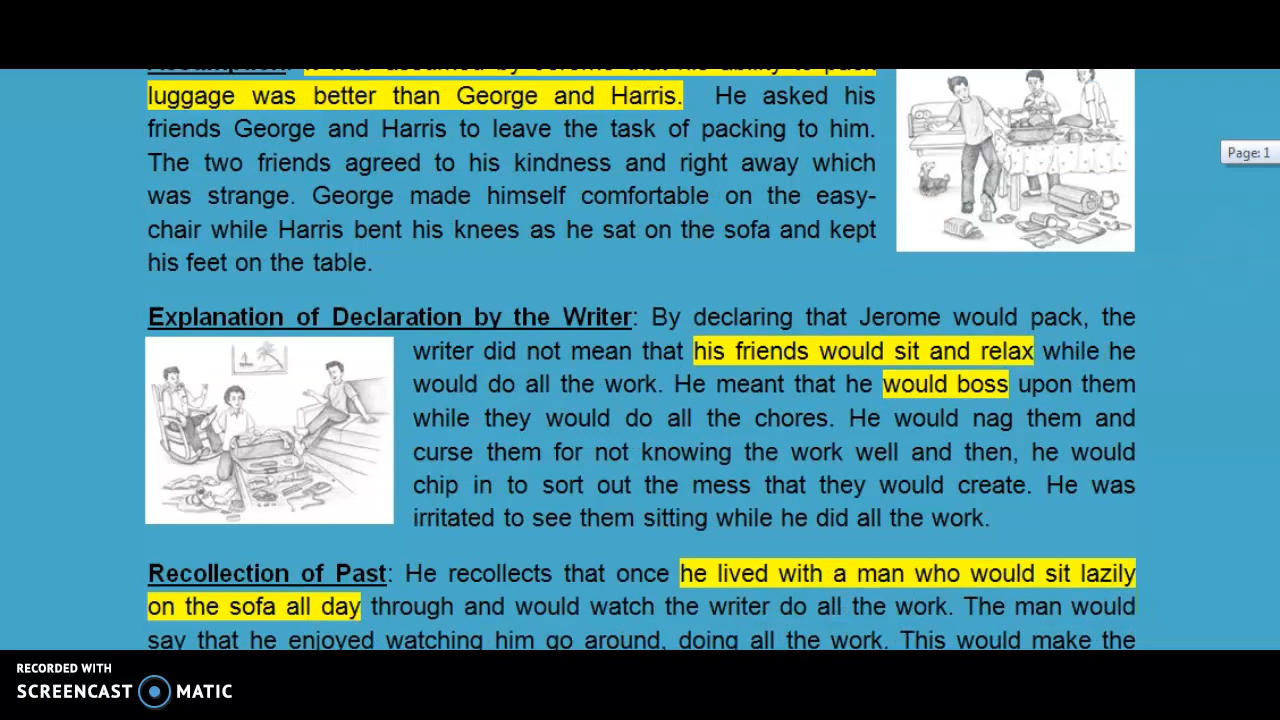 luggage was better than George and Harris. He asked his
friends George and Harris to leave the task of packing to him.
The two friends agreed to his kindness and right away which
was strange. George made himself comfortable on the easy-
chair while Harris bent his knees as he sat on the sofa and kept
his feet on the table.
Page: 1
Explanation of Declaration by the Writer: By declaring that Jerome would pack, the
writer did not mean that his friends would sit and relax while he
would do all the work. He meant that he would boss upon them
while they would do all the chores. He would nag them and
curse them for not knowing the work well and then, he would
chip in to sort out the mess that they would create. He was
irritated to see them sitting while he did all the work.
Recollection of Past: He recollects that once he lived with a man who would sit lazily
on the sofa all day through and would watch the writer do all the work. The man would
say that he enjoyed watching him go around, doing all the work. This would make the
RECORDED WITH
SCREENCAST MATIC